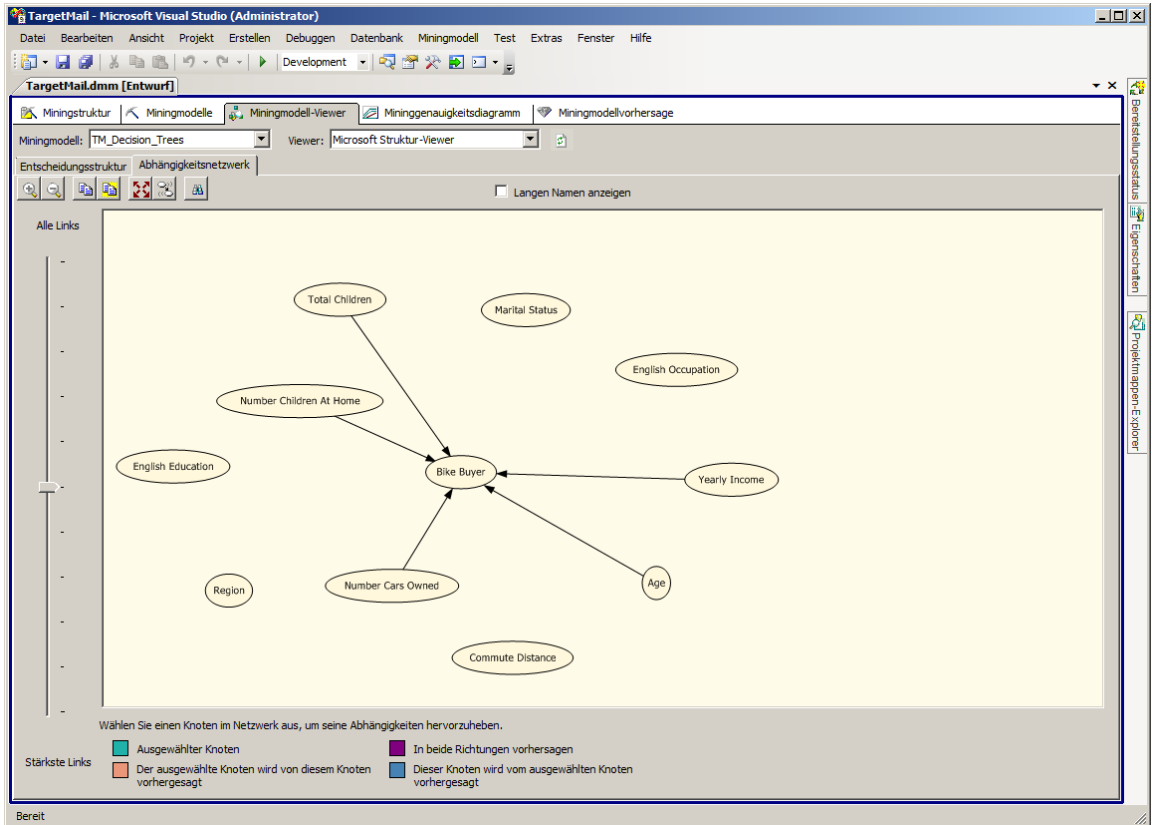 TargetMail - Microsoft Visual Studio (Administrator)
Datei Bearbeiten Ansicht Projekt Erstellen Debuggen Datenbank Miningmodell Test Extras Fenster Hilfe
Development
TargetMail.dmm [Entwurf]
Miningstruktur Miningmodelle Miningmodell-Viewer Mininggenauigkeitsdiagramm Miningmodellvorhersage
Miningmodell: TM_Decision_Trees Viewer: Microsoft Struktur-Viewer
Entscheidungsstruktur Abhängigkeitsnetzwerk
Langen Namen anzeigen
Alle Links
Total Children
Marital Status
English Occupation
Number Children At Home
English Education
Bike Buyer
Yearly Income
Region
Number Cars Owned
Age
Commute Distance
Wählen Sie einen Knoten im Netzwerk aus, um seine Abhängigkeiten hervorzuheben.
Stärkste Links
Ausgewählter Knoten
In beide Richtungen vorhersagen
Der ausgewählte Knoten wird von diesem Knoten
vorhergesagt
Dieser Knoten wird vom ausgewählten Knoten
vorhergesagt
Bereitstellungsstatus
Eigenschaften
Projektmappen-Explorer
Bereit